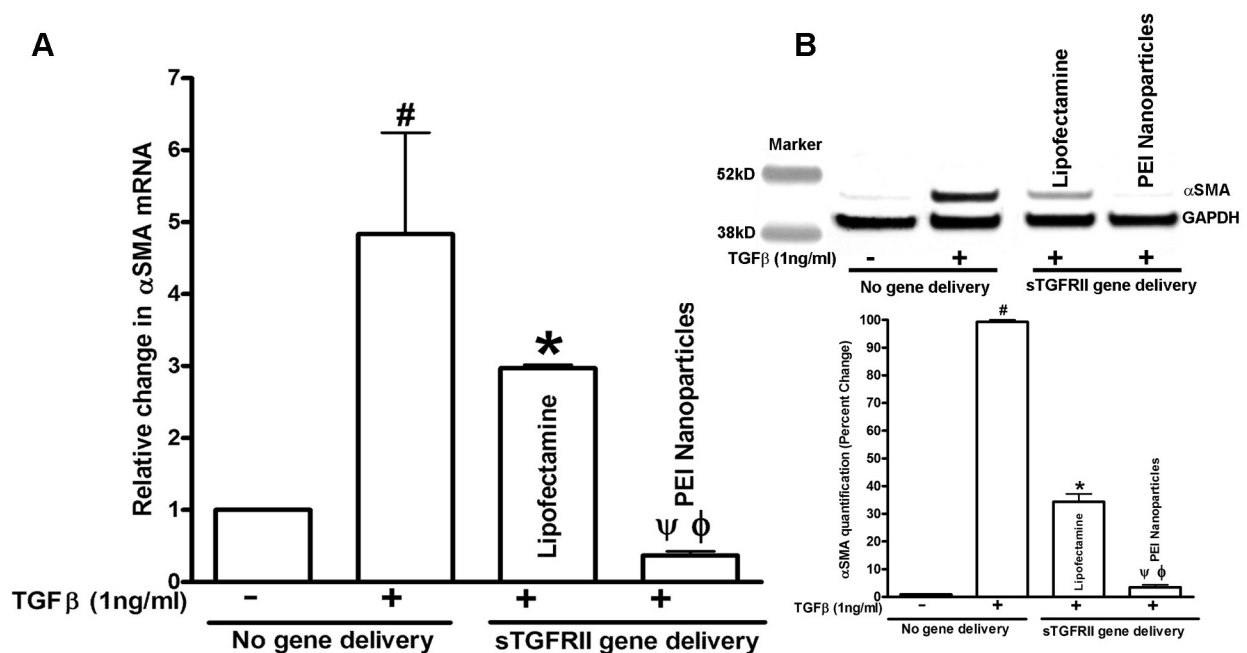 A
Relative change in αSMA mRNA
7
6
5
4
3
2
1
0
#
*
Lipofectamine
PEI Nanoparticles
ψ ϕ
TGFβ (1ng/ml)
- + + +
No gene delivery sTGFRII gene delivery
B
Lipofectamine
PEI Nanoparticles
Marker
52kD
αSMA
GAPDH
38kD
TGFβ (1ng/ml) - + + +
No gene delivery sTGFRII gene delivery
αSMA quantification (Percent Change)
100
90
80
70
60
50
40
30
20
10
0
#
*
Lipofectamine
PEI Nanoparticles
ψ ϕ
TGFβ (1ng/ml) - + + +
No gene delivery sTGFRII gene delivery